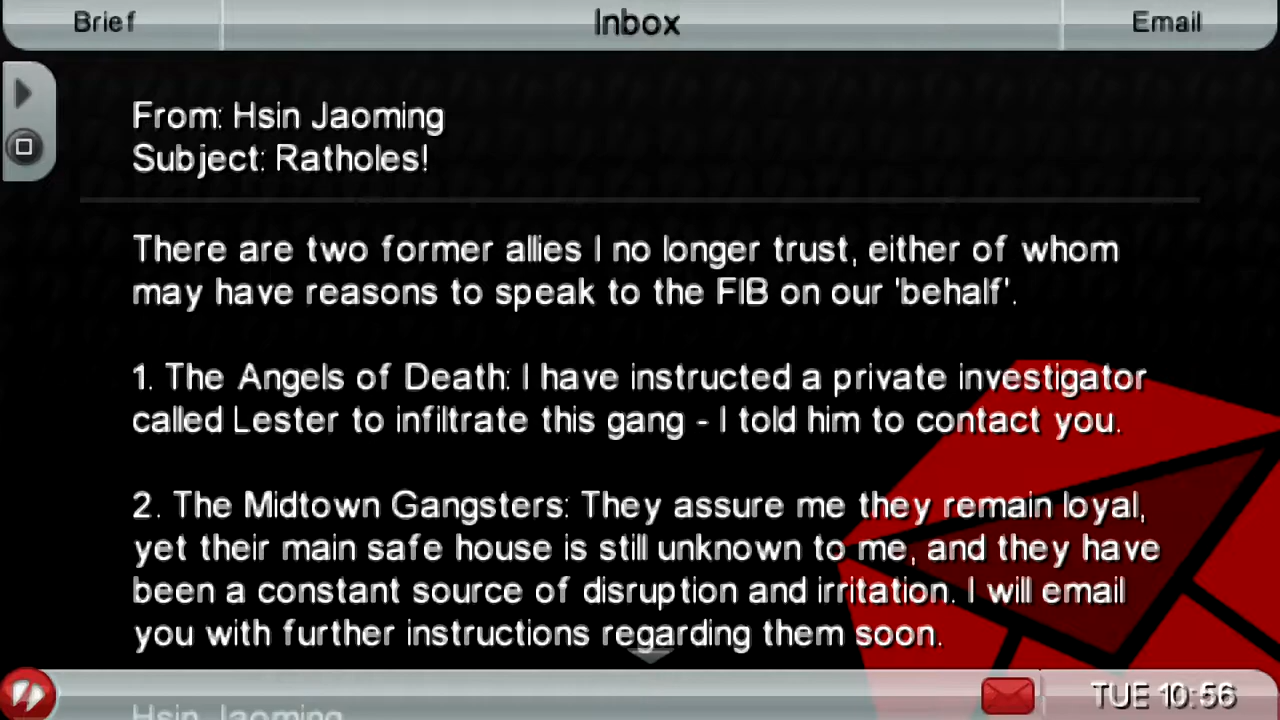 Brief Inbox Email
From: Hsin Jaoming
Subject: Ratholes!
There are two former allies I no longer trust, either of whom
may have reasons to speak to the FIB on our 'behalf'.
1. The Angels of Death: I have instructed a private investigator
called Lester to infiltrate this gang - I told him to contact you.
2. The Midtown Gangsters: They assure me they remain loyal,
yet their main safe house is still unknown to me, and they have
been a constant source of disruption and irritation. I will email
you with further instructions regarding them soon.
TUE 10:56
Hsin Jaoming